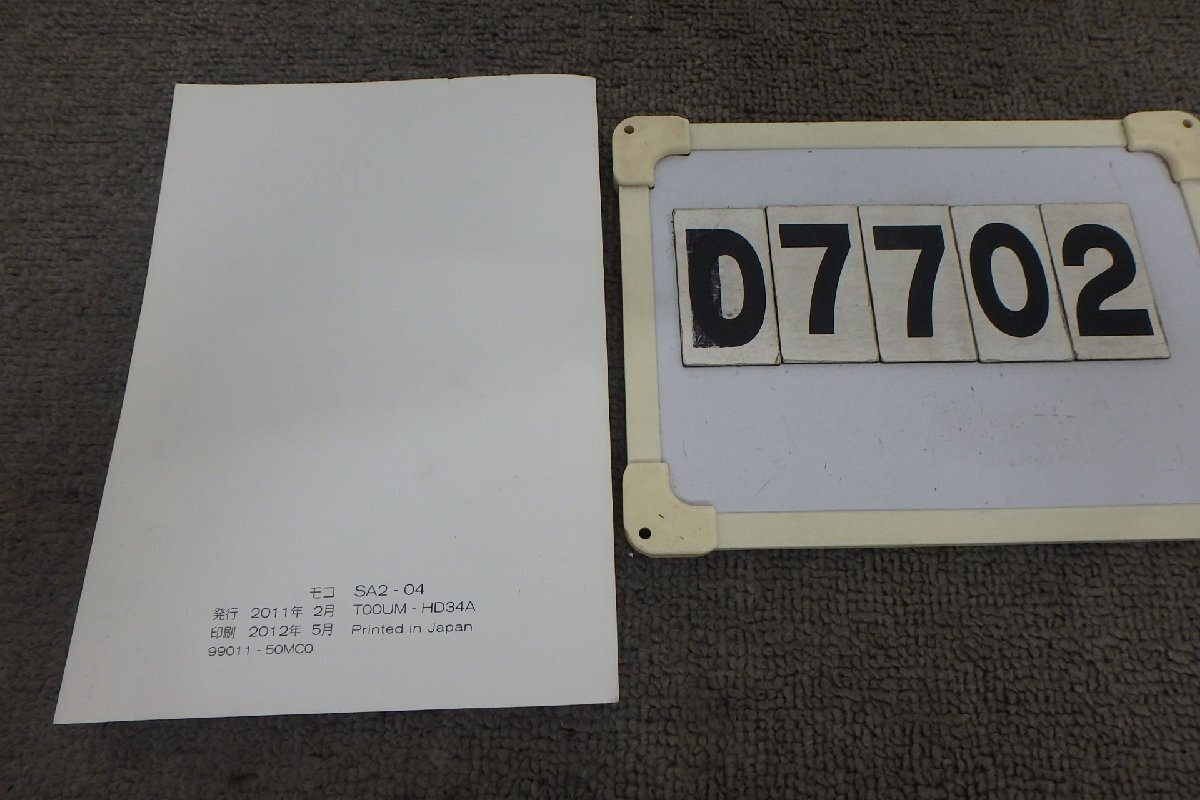 モコ SA2 - 04
発行 2011年 2月 T00UM - HD34A
印刷 2012年 5月 Printed in Japan
99011 - 50MC0
D7702